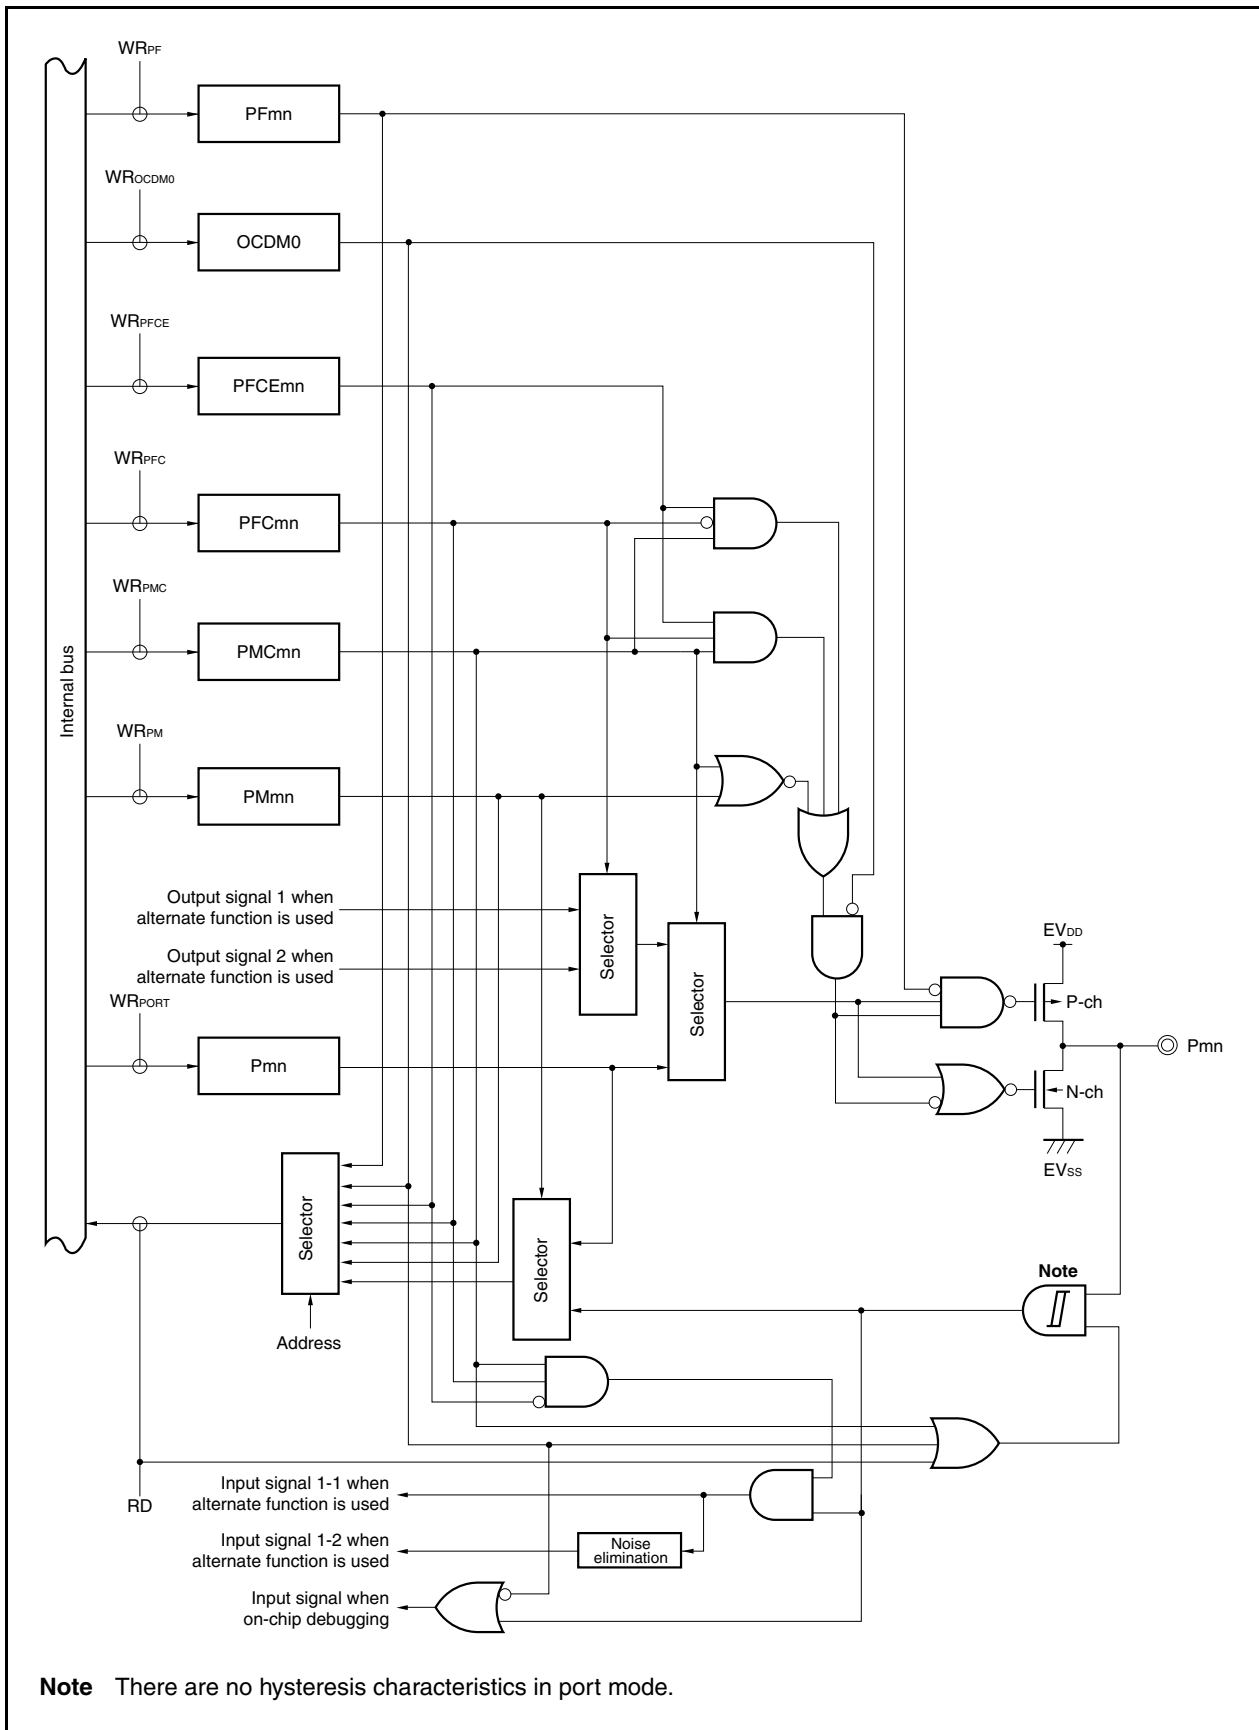 WRPF
PFmn
WROCDM0
OCDM0
WRPFCE
PFCEmn
WRPFC
PFCmn
WRPMC
PMCmn
Internal bus
WRPM
PMmn
Output signal 1 when
alternate function is used
Output signal 2 when
alternate function is used
Selector
Selector
EVDD
P-ch
WRPORT
Pmn
Pmn
N-ch
EVSS
Selector
Selector
Note
Address
RD
Input signal 1-1 when
alternate function is used
Input signal 1-2 when
alternate function is used
Noise
elimination
Input signal when
on-chip debugging
Note There are no hysteresis characteristics in port mode.